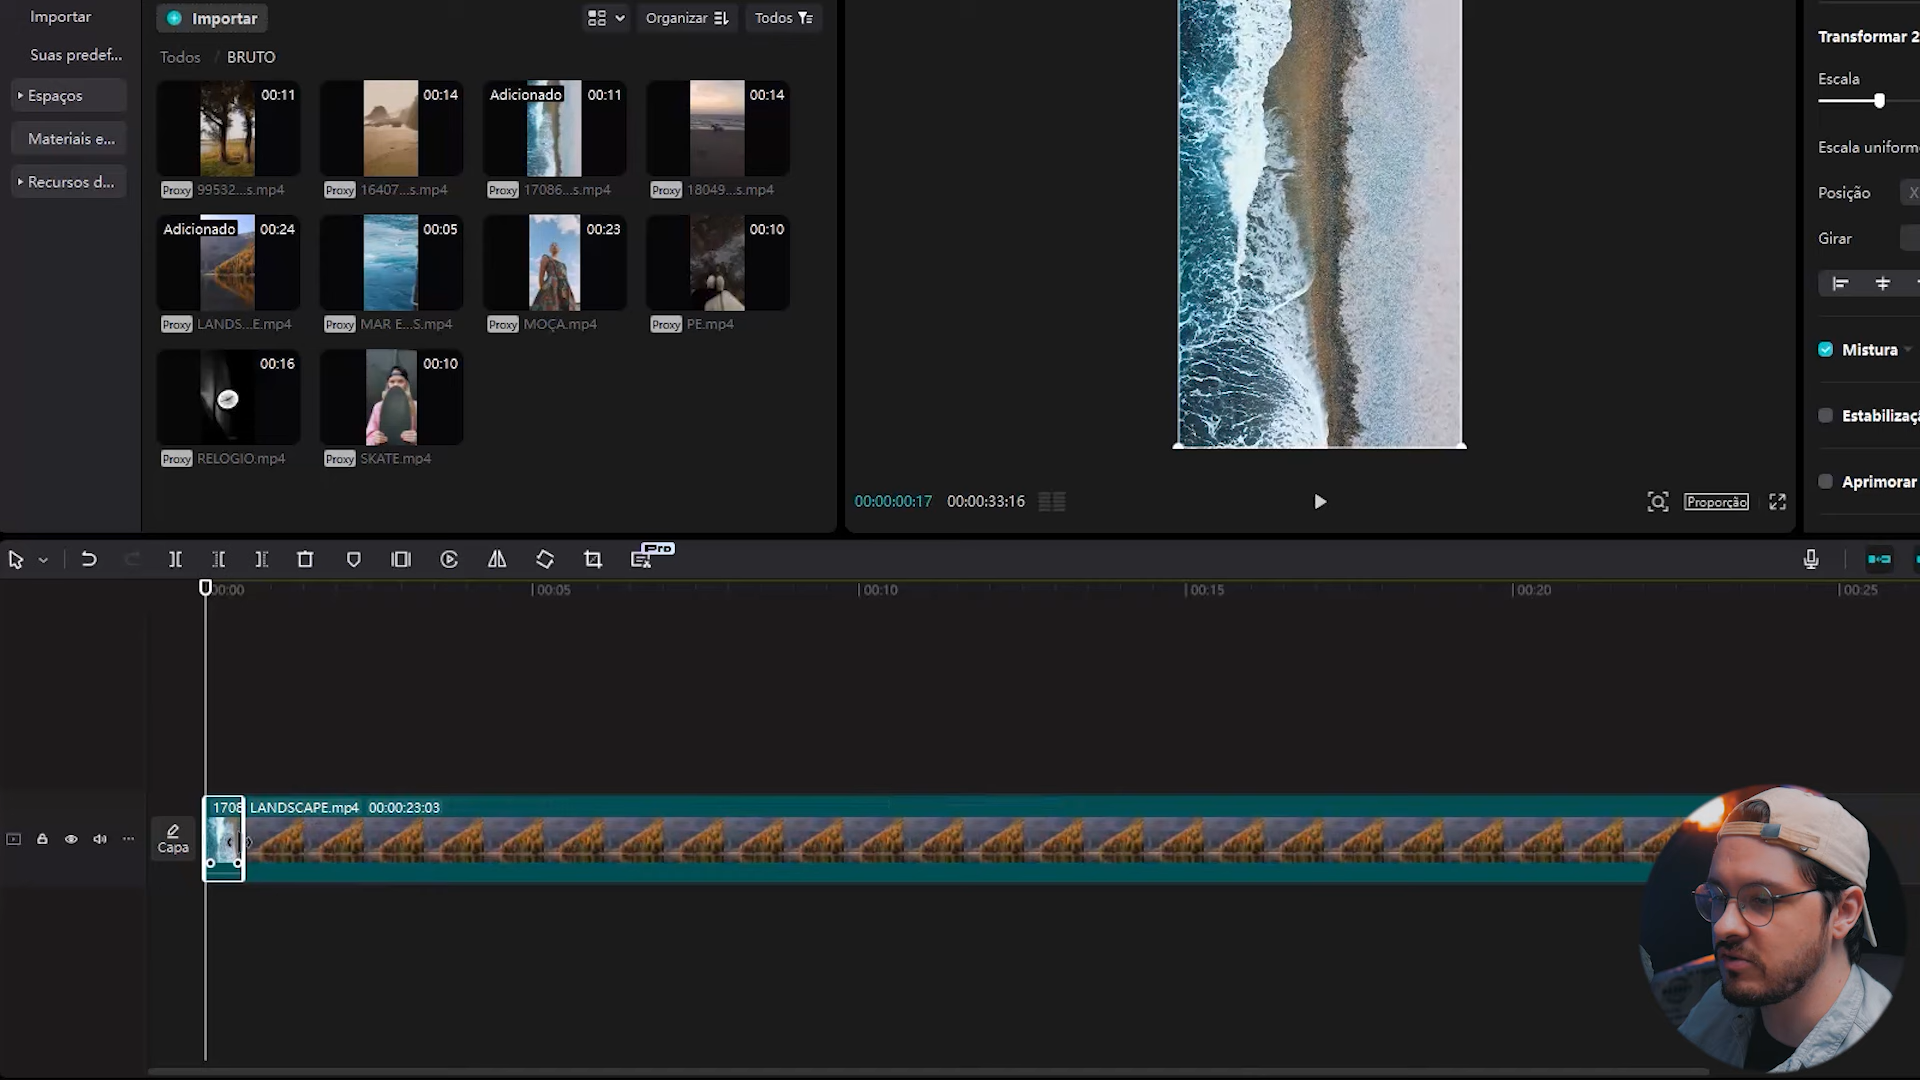 Importar
Suas predef...
Espaços
Materiais e...
Recursos d...
Importar
Organizar
Todos
Todos / BRUTO
00:11
00:14
Adicionado 00:11
00:14
Proxy 99532...s.mp4
Proxy 16407...s.mp4
Proxy 17086...s.mp4
Proxy 18049...s.mp4
Adicionado 00:24
00:05
00:23
00:10
Proxy LANDS...E.mp4
Proxy MAR E...S.mp4
Proxy MOÇA.mp4
Proxy PE.mp4
00:16
00:10
Proxy RELOGIO.mp4
Proxy SKATE.mp4
00:00:00:17 00:00:33:16
Proporção
Transformar 2
Escala
Escala uniform
Posição X
Girar
Mistura
Estabilizaç
Aprimorar
Pro
00:00 00:05 00:10 00:15 00:20 00:25
1708 LANDSCAPE.mp4 00:00:23:03
Capa